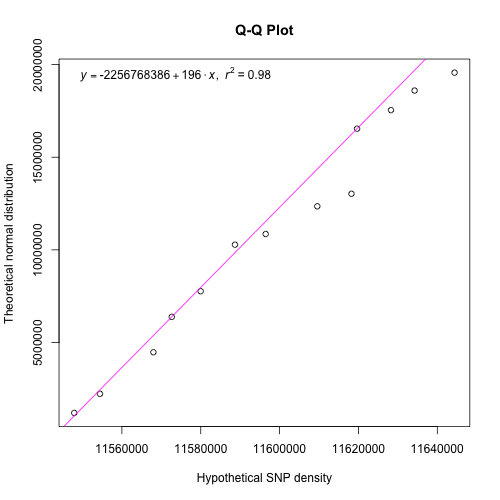 Q-Q Plot
y = -2256768386 + 196 · x, r² = 0.98
20000000
15000000
10000000
5000000
Theoretical normal distribution
11560000 11580000 11600000 11620000 11640000
Hypothetical SNP density